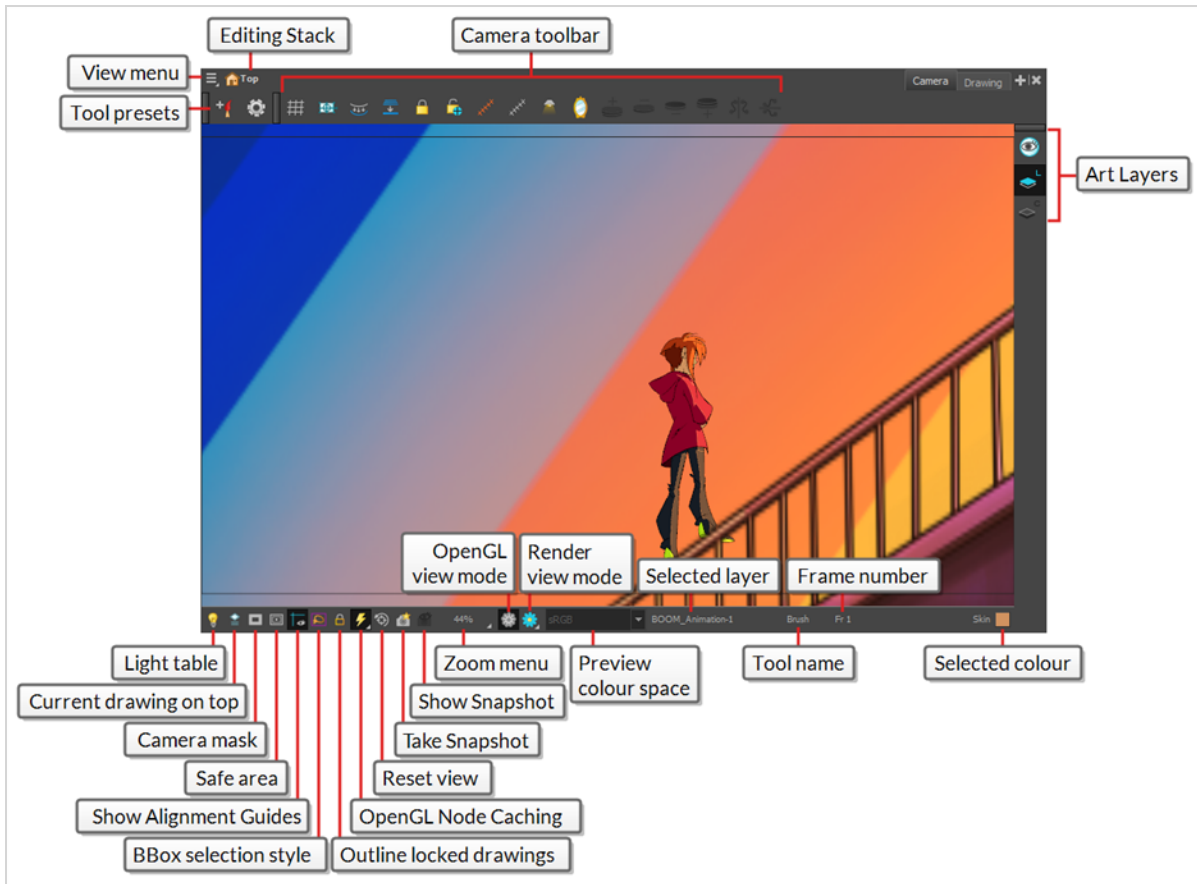 Editing Stack
Camera toolbar
View menu
Top
Camera
Drawing
Tool presets
Art Layers
L
C
OpenGL
view mode
Render
view mode
Selected layer
Frame number
44%
sRGB
BOOM_Animation-1
Brush
Fr 1
Skin
Light table
Zoom menu
Preview
colour space
Tool name
Selected colour
Current drawing on top
Show Snapshot
Camera mask
Take Snapshot
Safe area
Reset view
Show Alignment Guides
OpenGL Node Caching
BBox selection style
Outline locked drawings